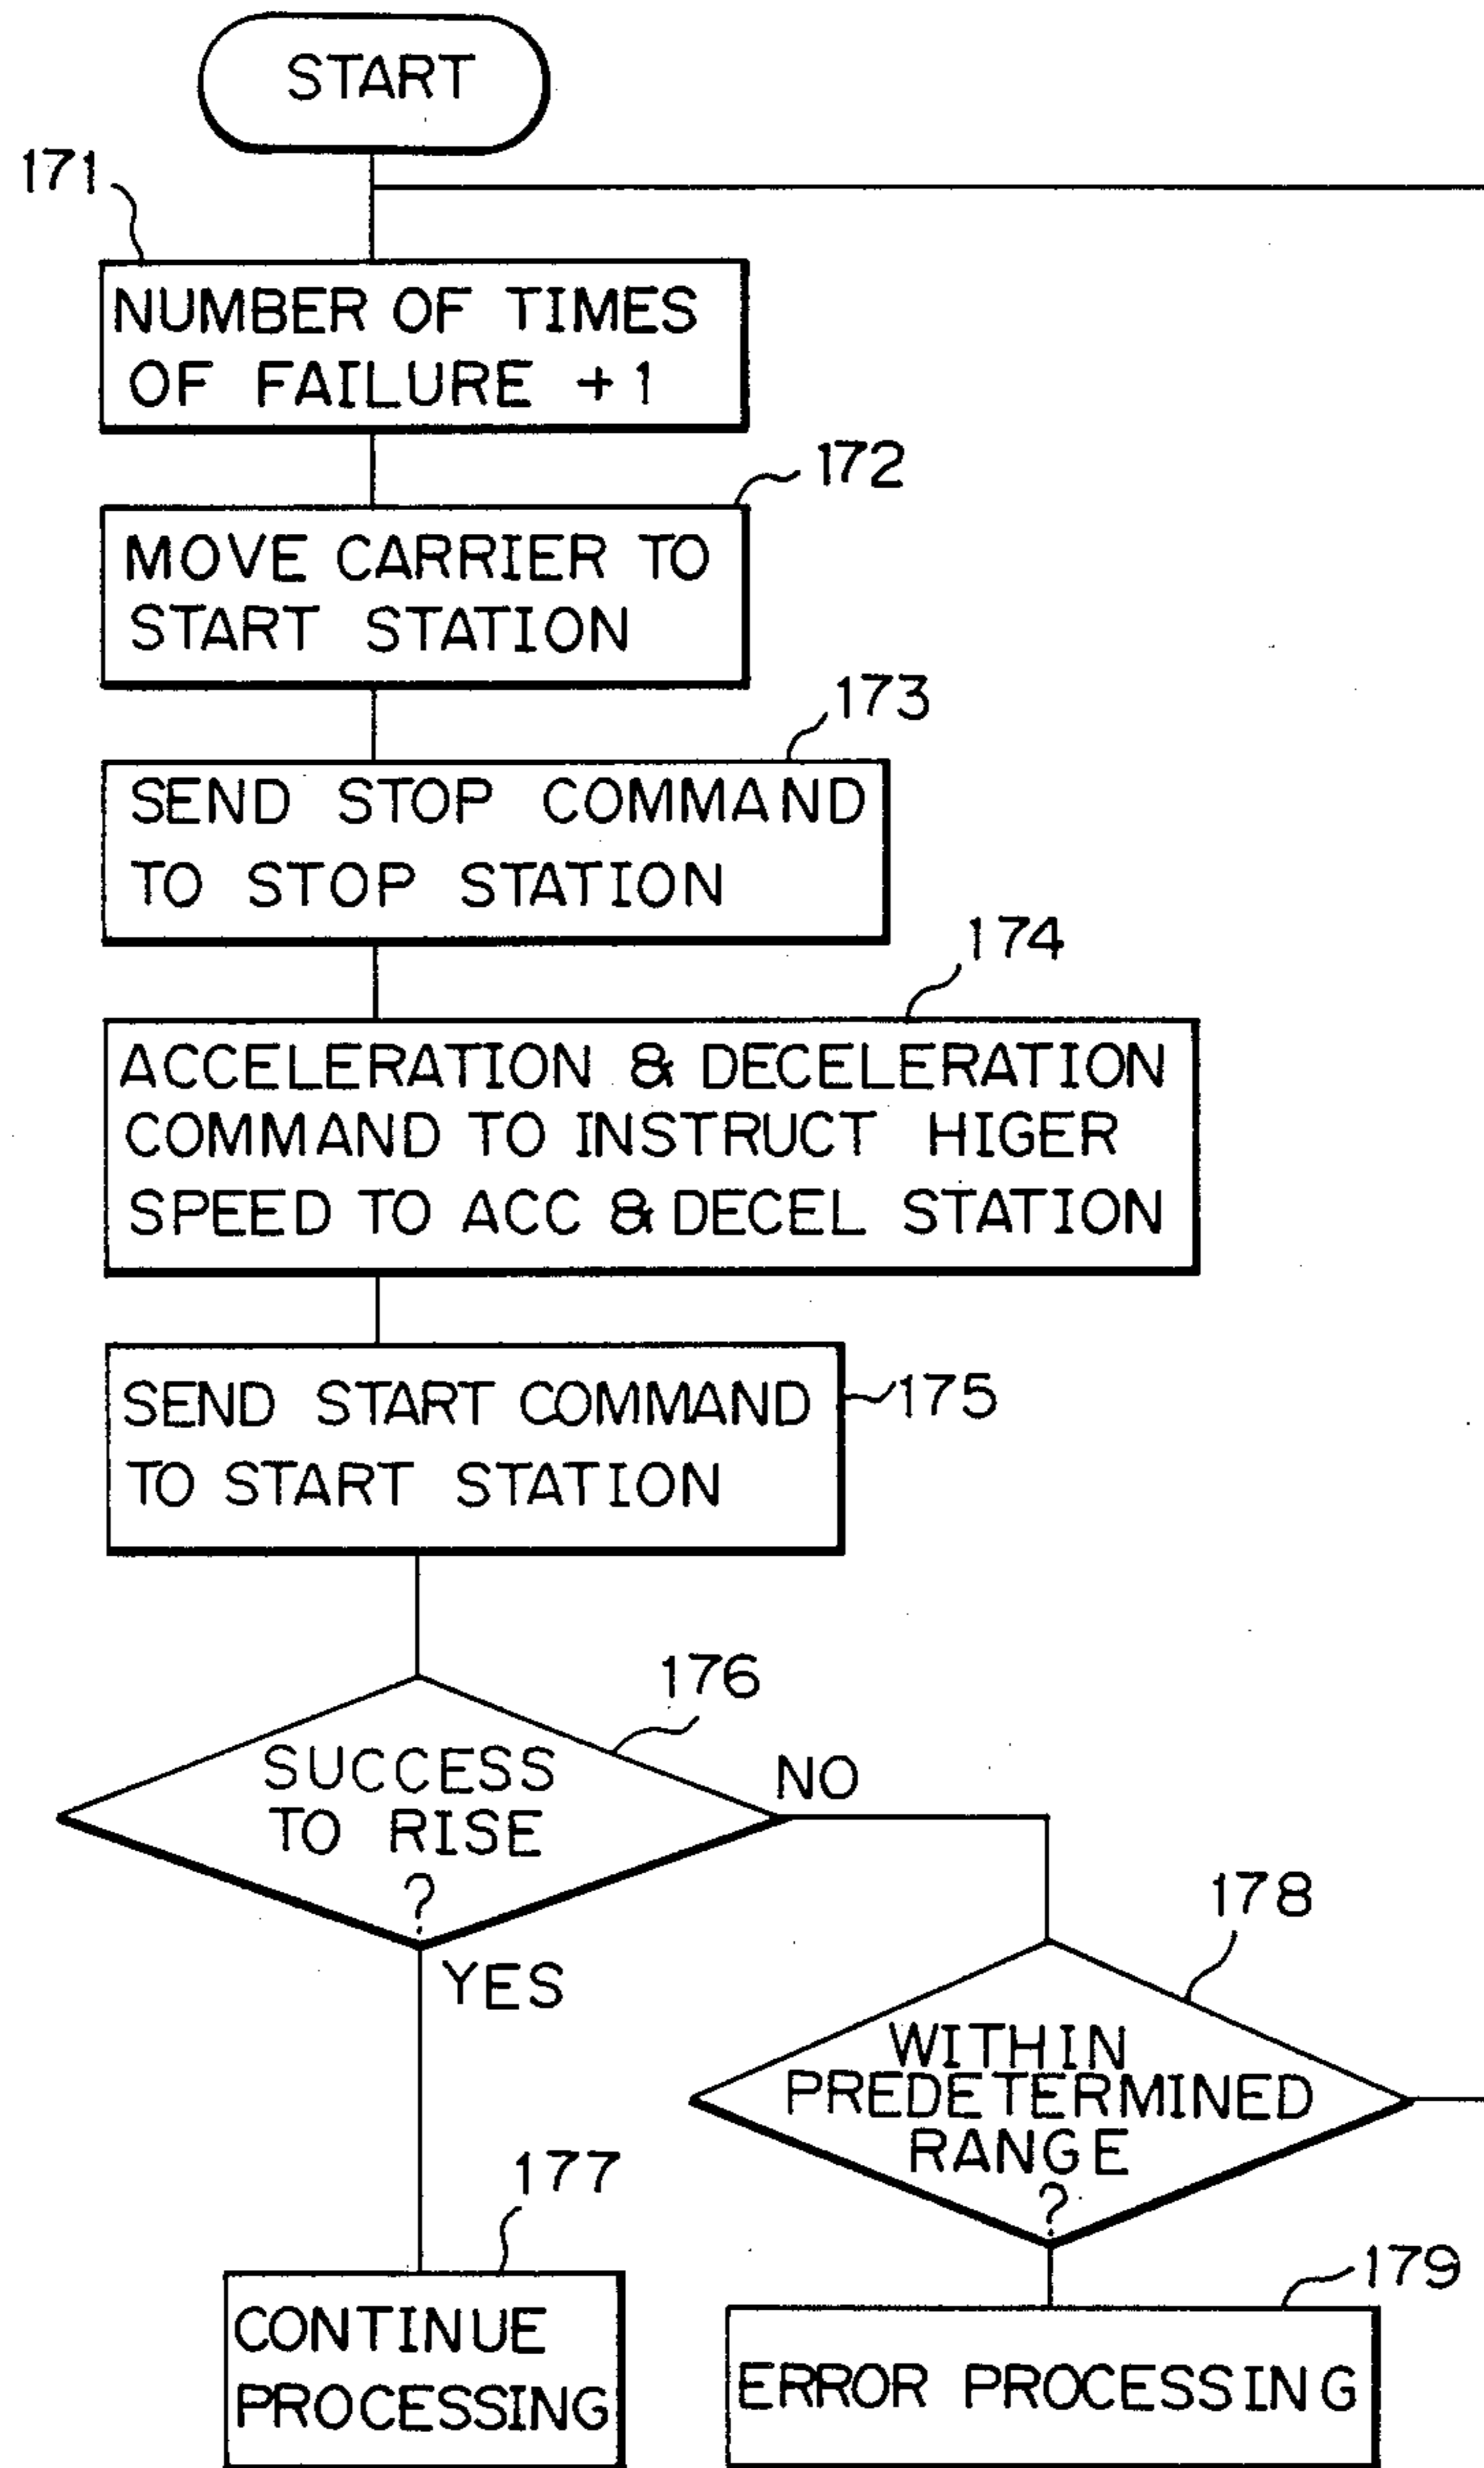 START
171
NUMBER OF TIMES
OF FAILURE +1
172
MOVE CARRIER TO
START STATION
173
SEND STOP COMMAND
TO STOP STATION
174
ACCELERATION & DECELERATION
COMMAND TO INSTRUCT HIGER
SPEED TO ACC & DECEL STATION
SEND START COMMAND
175
TO START STATION
176
SUCCESS
TO RISE
?
NO
YES
178
WITHIN
PREDETERMINED
RANGE
?
177
CONTINUE
PROCESSING
179
ERROR PROCESSING